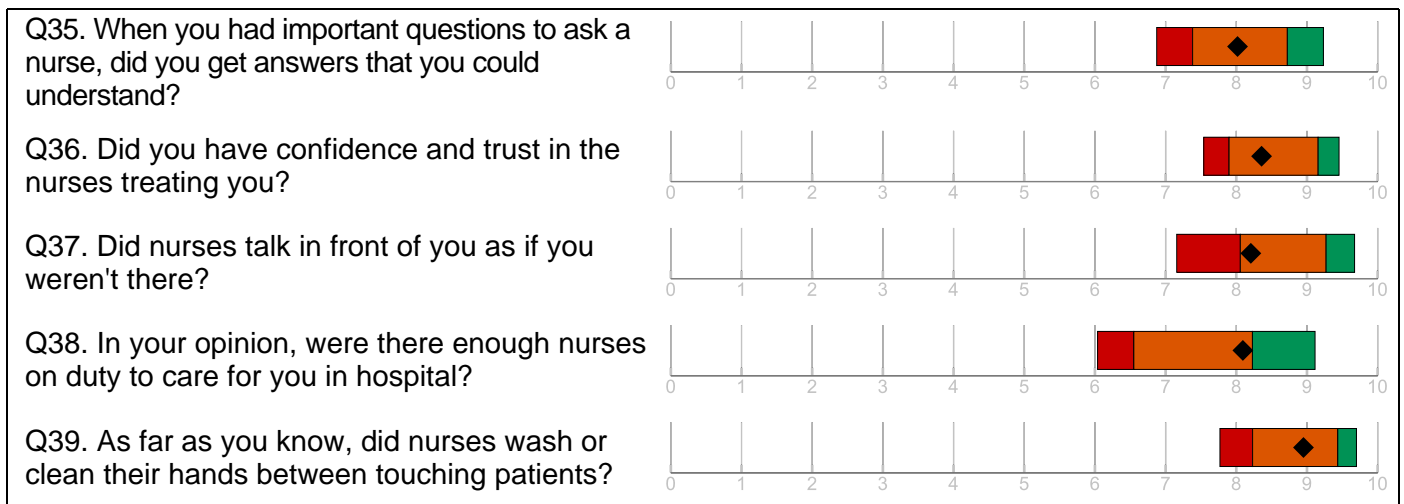 Q35. When you had important questions to ask a
nurse, did you get answers that you could
understand?
0 1 2 3 4 5 6 7 8 9 10
Q36. Did you have confidence and trust in the
nurses treating you?
0 1 2 3 4 5 6 7 8 9 10
Q37. Did nurses talk in front of you as if you
weren't there?
0 1 2 3 4 5 6 7 8 9 10
Q38. In your opinion, were there enough nurses
on duty to care for you in hospital?
0 1 2 3 4 5 6 7 8 9 10
Q39. As far as you know, did nurses wash or
clean their hands between touching patients?
0 1 2 3 4 5 6 7 8 9 10